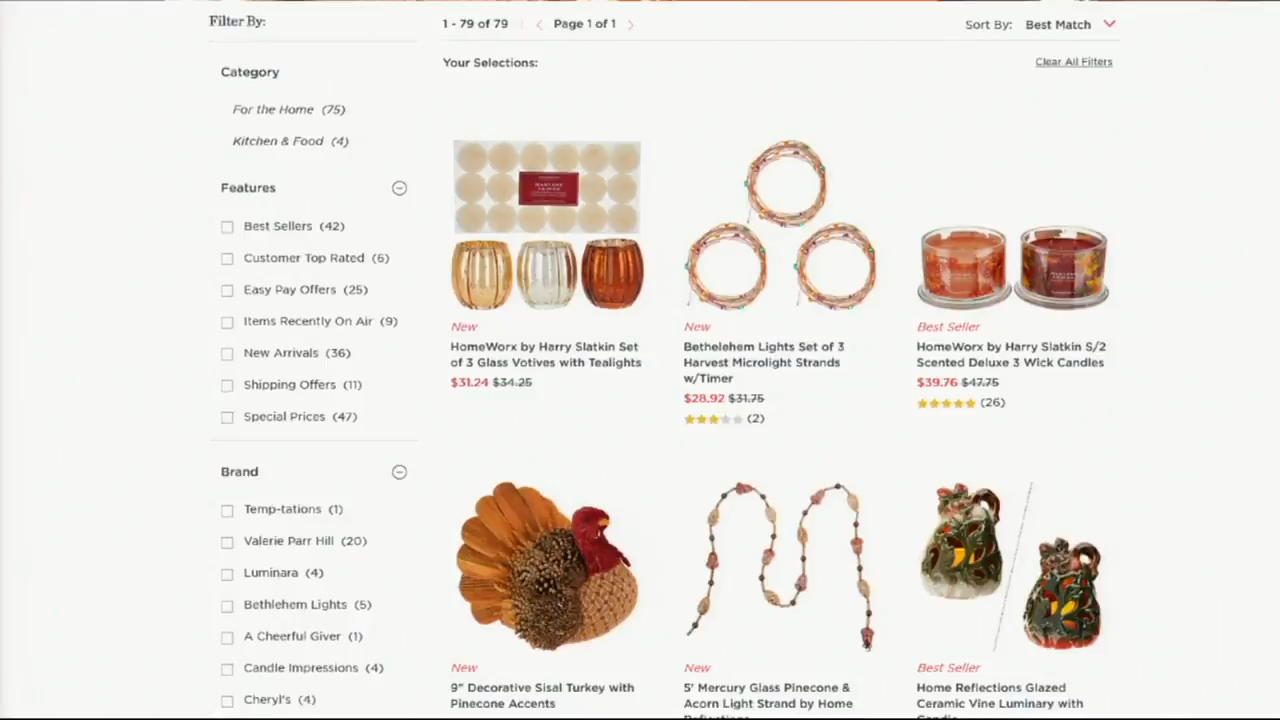 Filter By:
1 - 79 of 79
Page 1 of 1
Sort By: Best Match
Your Selections:
Clear All Filters
Category
For the Home (75)
Kitchen & Food (4)
Features
Best Sellers (42)
Customer Top Rated (6)
Easy Pay Offers (25)
Items Recently On Air (9)
New Arrivals (36)
Shipping Offers (11)
Special Prices (47)
Brand
Temp-tations (1)
Valerie Parr Hill (20)
Luminara (4)
Bethlehem Lights (5)
A Cheerful Giver (1)
Candle Impressions (4)
Cheryl's (4)
New
HomeWorx by Harry Slatkin Set
of 3 Glass Votives with Tealights
$31.24 $34.25
New
Bethelehem Lights Set of 3
Harvest Microlight Strands
w/Timer
$28.92 $31.75
(2)
Best Seller
HomeWorx by Harry Slatkin S/2
Scented Deluxe 3 Wick Candles
$39.76 $47.75
(26)
New
9" Decorative Sisal Turkey with
Pinecone Accents
New
5' Mercury Glass Pinecone &
Acorn Light Strand by Home
Reflections
Best Seller
Home Reflections Glazed
Ceramic Vine Luminary with
Candle